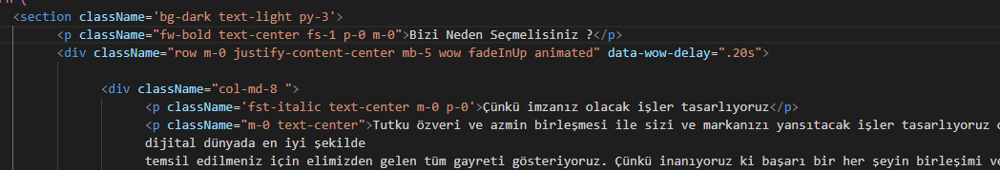 <section className='bg-dark text-light py-3'>
<p className="fw-bold text-center fs-1 p-0 m-0">Bizi Neden Seçmelisiniz ?</p>
<div className="row m-0 justify-content-center mb-5 wow fadeInUp animated" data-wow-delay=".20s">
<div className="col-md-8 ">
<p className='fst-italic text-center m-0 p-0'>Çünkü imzanız olacak işler tasarlıyoruz</p>
<p className="m-0 text-center">Tutku özveri ve azmin birleşmesi ile sizi ve markanızı yansıtacak işler tasarlıyoruz
dijital dünyada en iyi şekilde
temsil edilmeniz için elimizden gelen tüm gayreti gösteriyoruz. Çünkü inanıyoruz ki başarı bir her şeyin birleşimi